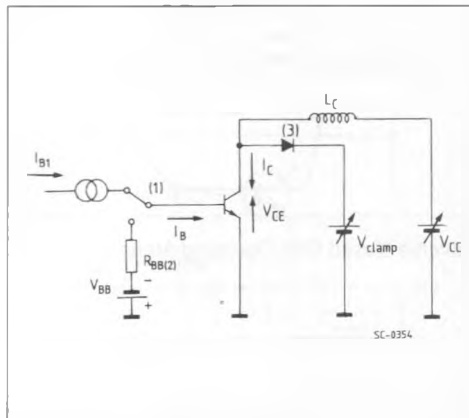 L_C
(3)
I_B1
(1)
I_C
I_B
V_CE
V_clamp
V_CC
R_BB(2)
V_BB
−
+
SC-0354